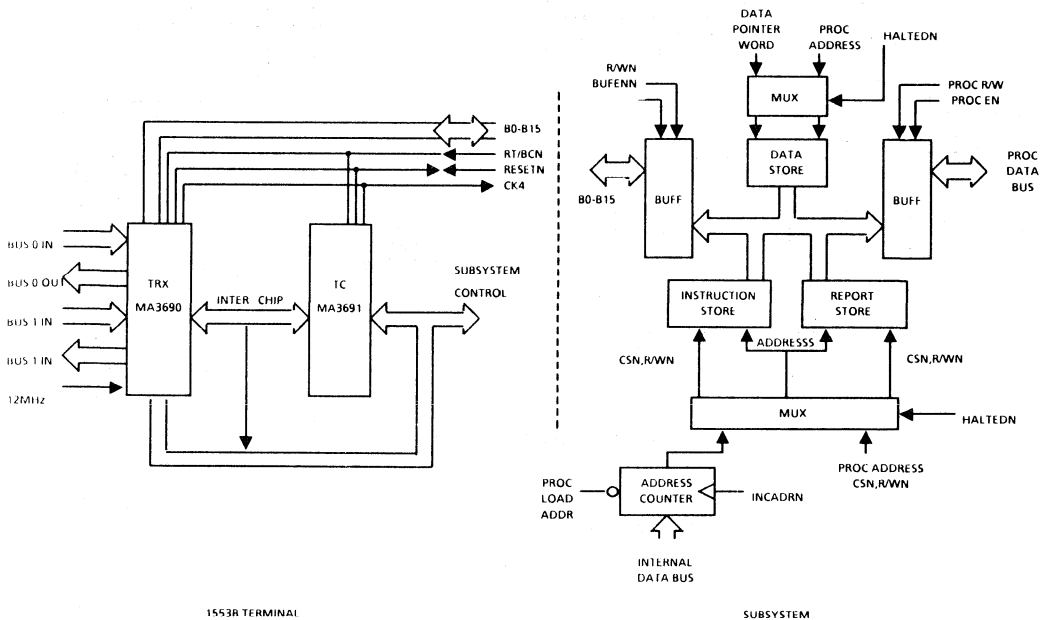 DATA
POINTER
WORD
PROC
ADDRESS
HALTEDN
R/WN
BUFENN
MUX
PROC R/W
PROC EN
B0-B15
RT/BCN
RESETN
CK4
DATA
STORE
B0-B15
BUFF
BUFF
PROC
DATA
BUS
BUS 0 IN
BUS 0 OUT
BUS 1 IN
BUS 1 IN
12MHz
TRX
MA3690
INTER CHIP
TC
MA3691
SUBSYSTEM
CONTROL
INSTRUCTION
STORE
REPORT
STORE
ADDRESSS
CSN,R/WN
CSN,R/WN
MUX
HALTEDN
PROC ADDRESS
CSN,R/WN
PROC
LOAD
ADDR
ADDRESS
COUNTER
INCADRN
INTERNAL
DATA BUS
1553B TERMINAL
SUBSYSTEM